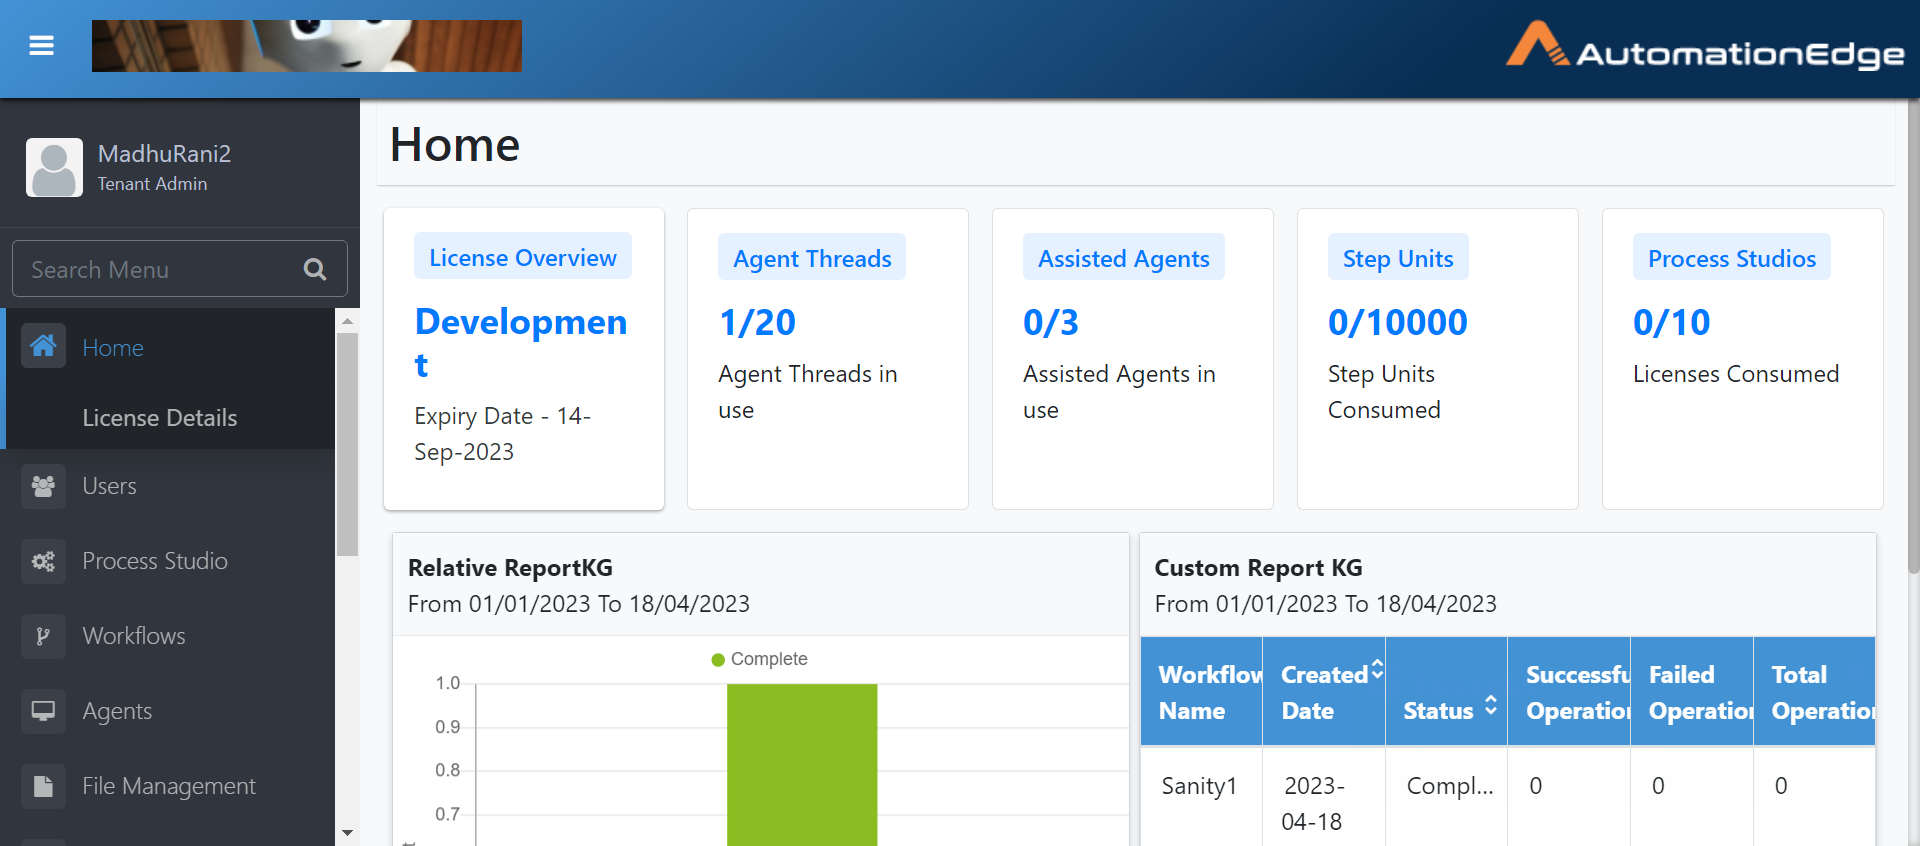 AutomationEdge
MadhuRani2
Tenant Admin
Search Menu
Home
License Details
Users
Process Studio
Workflows
Agents
File Management
Home
License Overview
Developmen
t
Expiry Date - 14-
Sep-2023
Agent Threads
1/20
Agent Threads in
use
Assisted Agents
0/3
Assisted Agents in
use
Step Units
0/10000
Step Units
Consumed
Process Studios
0/10
Licenses Consumed
Relative ReportKG
From 01/01/2023 To 18/04/2023
Complete
1.0
0.9
0.8
0.7
Custom Report KG
From 01/01/2023 To 18/04/2023
Workflow
Name
Created
Date
Status
Successfu
Operation
Failed
Operation
Total
Operation
Sanity1
2023-
04-18
Compl...
0
0
0